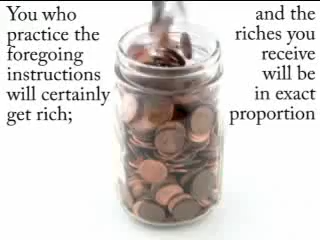 You who
practice the
foregoing
instructions
will certainly
get rich;
and the
riches you
receive
will be
in exact
proportion